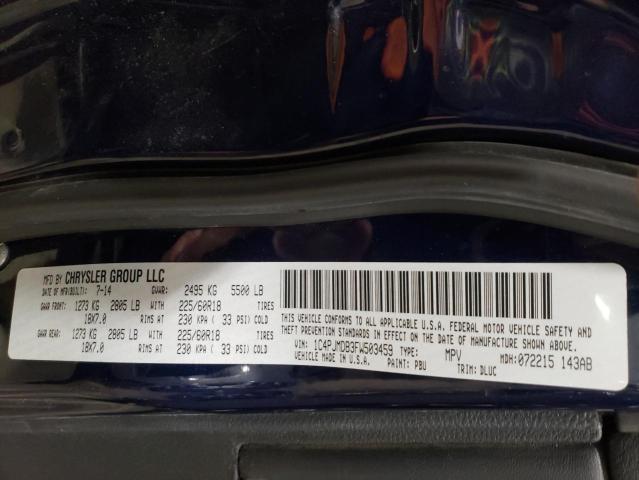 MFD BY CHRYSLER GROUP LLC
DATE OF MFR(BUILT): 7-14 GVWR: 2495 KG 5500 LB
GAWR FRONT: 1273 KG 2805 LB WITH 225/60R18
18X7.0 RIMS AT 230 KPA ( 33 PSI) COLD
GAWR REAR: 1273 KG 2805 LB WITH 225/60R18
18X7.0 RIMS AT 230 KPA ( 33 PSI) COLD
THIS VEHICLE CONFORMS TO ALL APPLICABLE U.S.A. FEDERAL MOTOR VEHICLE SAFETY AND
THEFT PREVENTION STANDARDS IN EFFECT ON THE DATE OF MANUFACTURE SHOWN ABOVE.
VIN: 1C4PJMDB3FW503459 TYPE: MPV MDH: 072215 143AB
MADE IN U.S.A. PAINT: PBU TRIM: DLUC